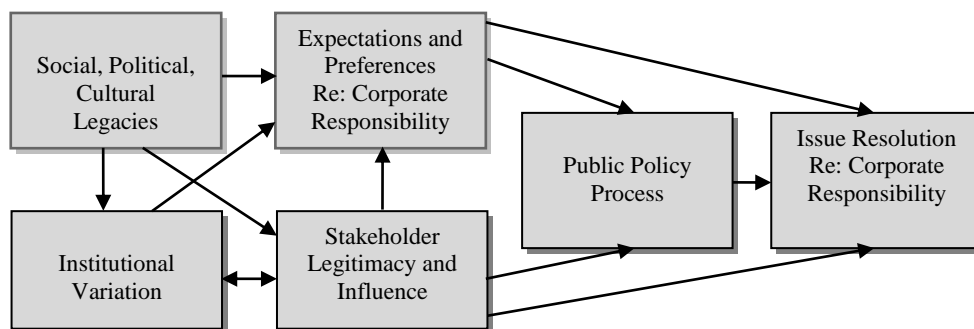 Social, Political,
Cultural
Legacies
Expectations and
Preferences
Re: Corporate
Responsibility
Public Policy
Process
Issue Resolution
Re: Corporate
Responsibility
Institutional
Variation
Stakeholder
Legitimacy and
Influence